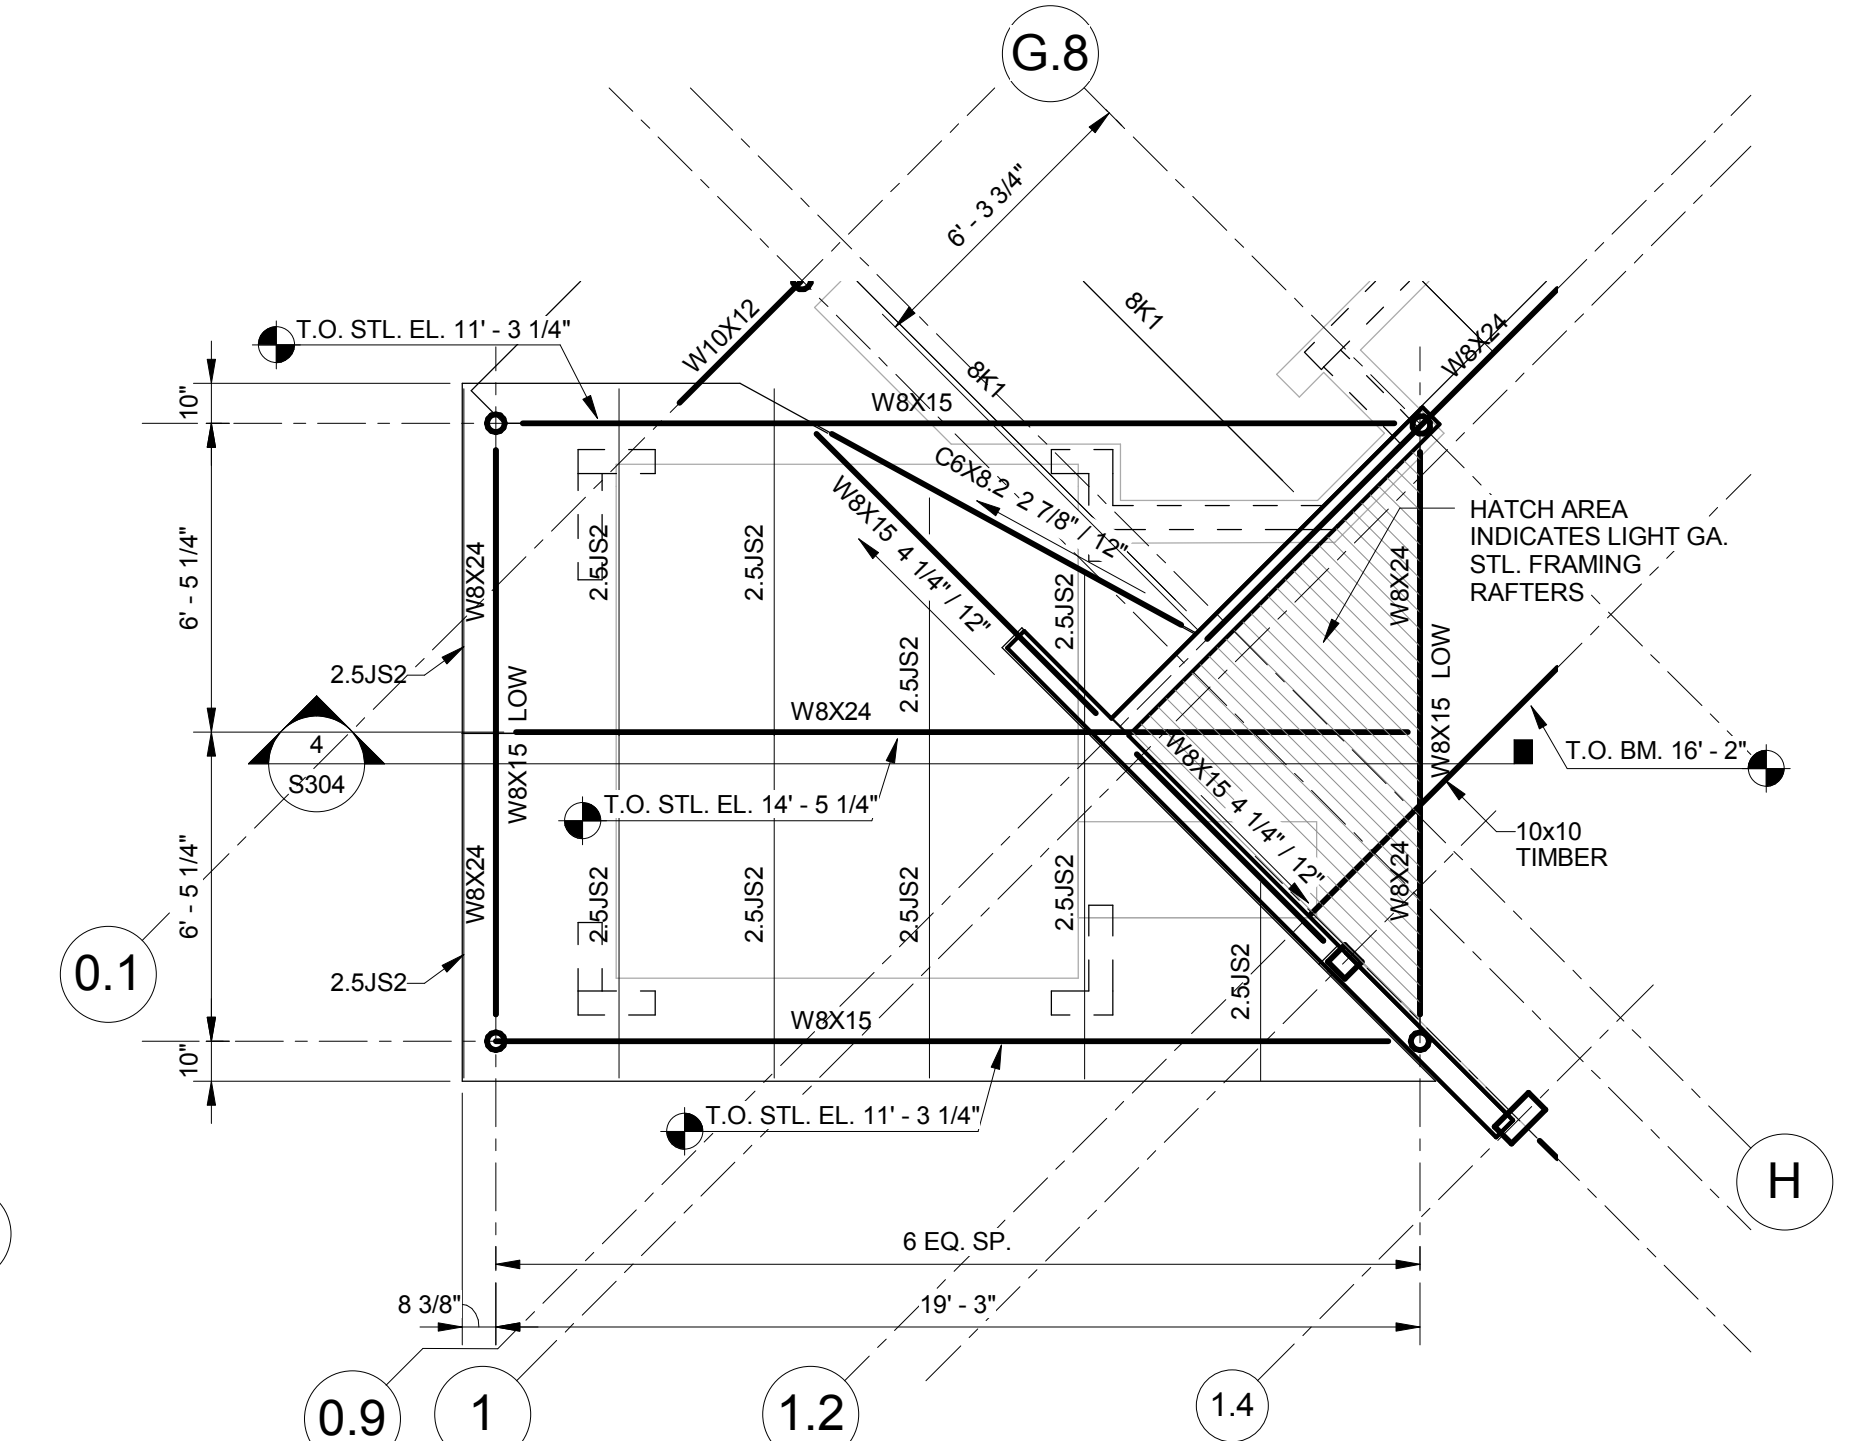 G.8
6' - 3 3/4"
8K1
W8X24
W10X12
T.O. STL. EL. 11' - 3 1/4"
8K1
W8X15
10"
C6X8.2  2 7/8" / 12"
W8X15  4 1/4" / 12"
HATCH AREA
INDICATES LIGHT GA.
STL. FRAMING
RAFTERS
6' - 5 1/4"
W8X24
2.5JS2
2.5JS2
2.5JS2
2.5JS2
W8X24
2.5JS2
W8X15  LOW
W8X24
W8X15  LOW
4
S304
W8X15  4 1/4" / 12"
T.O. BM. 16' - 2"
T.O. STL. EL. 14' - 5 1/4"
10x10
TIMBER
6' - 5 1/4"
W8X24
2.5JS2
2.5JS2
2.5JS2
2.5JS2
W8X24
0.1
2.5JS2
2.5JS2
W8X15
10"
T.O. STL. EL. 11' - 3 1/4"
H
6 EQ. SP.
8 3/8"
19' - 3"
0.9
1
1.2
1.4